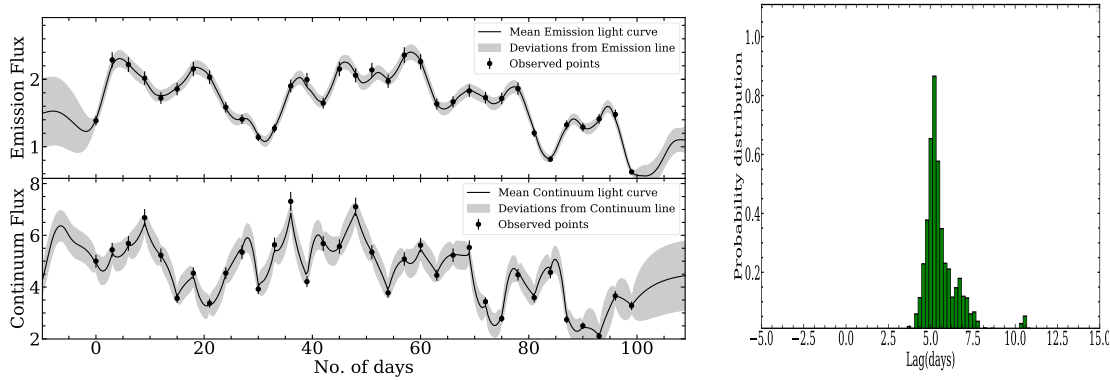 Emission Flux
2
1
Mean Emission light curve
Deviations from Emission line
Observed points
Continuum Flux
8
6
4
2
Mean Continuum light curve
Deviations from Continuum line
Observed points
0 20 40 60 80 100
No. of days
Probability distribution
1.0
0.8
0.6
0.4
0.2
−5.0 −2.5 0.0 2.5 5.0 7.5 10.0 12.5 15.0
Lag(days)